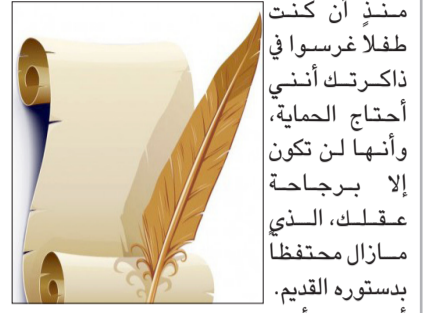 منذٍ أن كنت
طفلاً غرسوا في
ذاكرتك أنني
أحتاج الحماية،
وأنها لن تكون
إلا برجاحة
عقلك، الذي
مازال محتفظاً
بدستوره القديم.